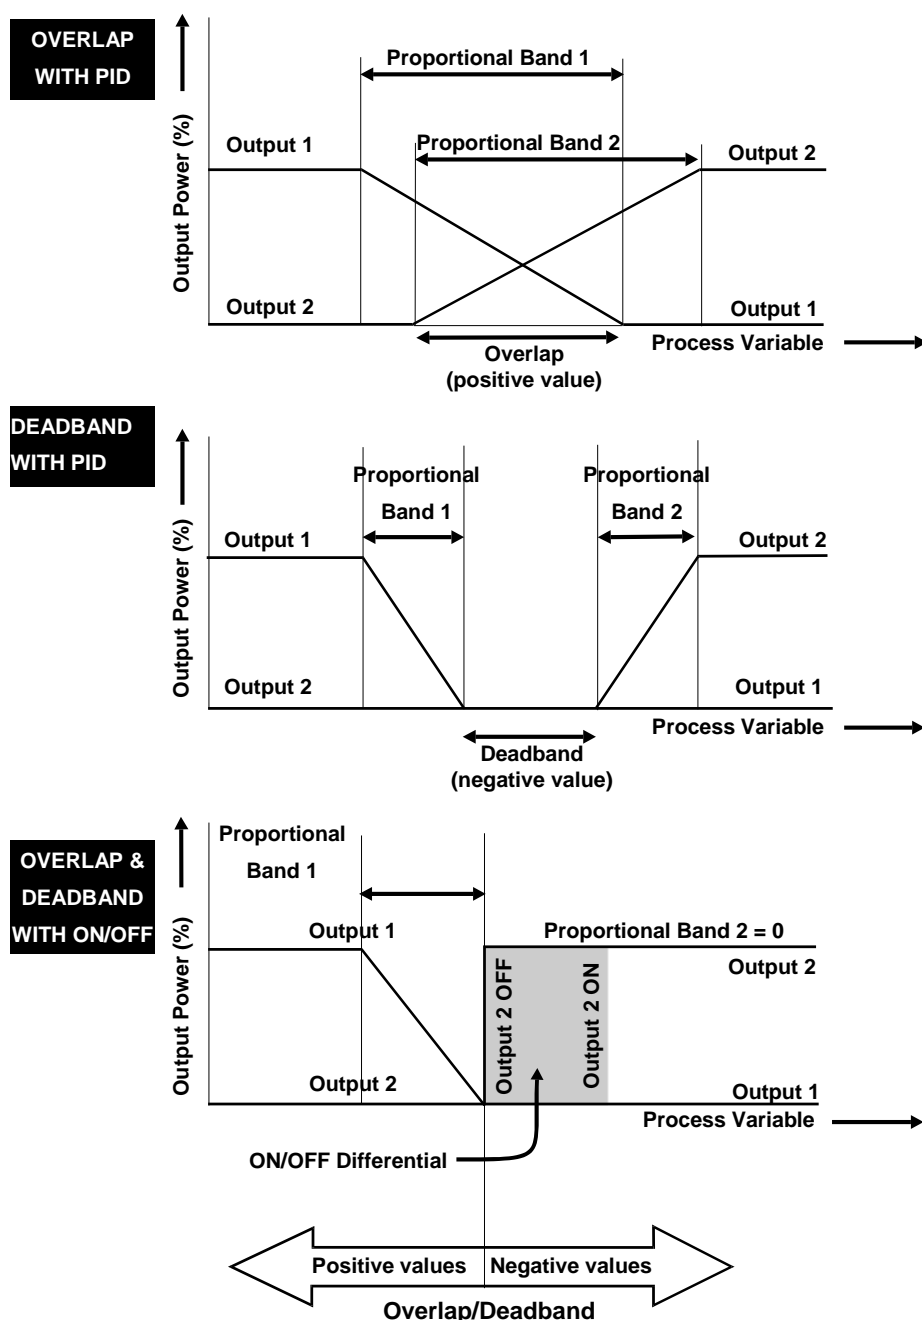 OVERLAP
WITH PID
Output Power (%)
Proportional Band 1
Proportional Band 2
Output 1
Output 2
Output 2
Output 1
Overlap
(positive value)
Process Variable
DEADBAND
WITH PID
Output Power (%)
Proportional
Band 1
Proportional
Band 2
Output 1
Output 2
Output 2
Output 1
Process Variable
Deadband
(negative value)
OVERLAP &
DEADBAND
WITH ON/OFF
Output Power (%)
Proportional
Band 1
Output 1
Proportional Band 2 = 0
Output 2
Output 2 OFF
Output 2 ON
Output 2
Output 1
Process Variable
ON/OFF Differential
Positive values
Negative values
Overlap/Deadband